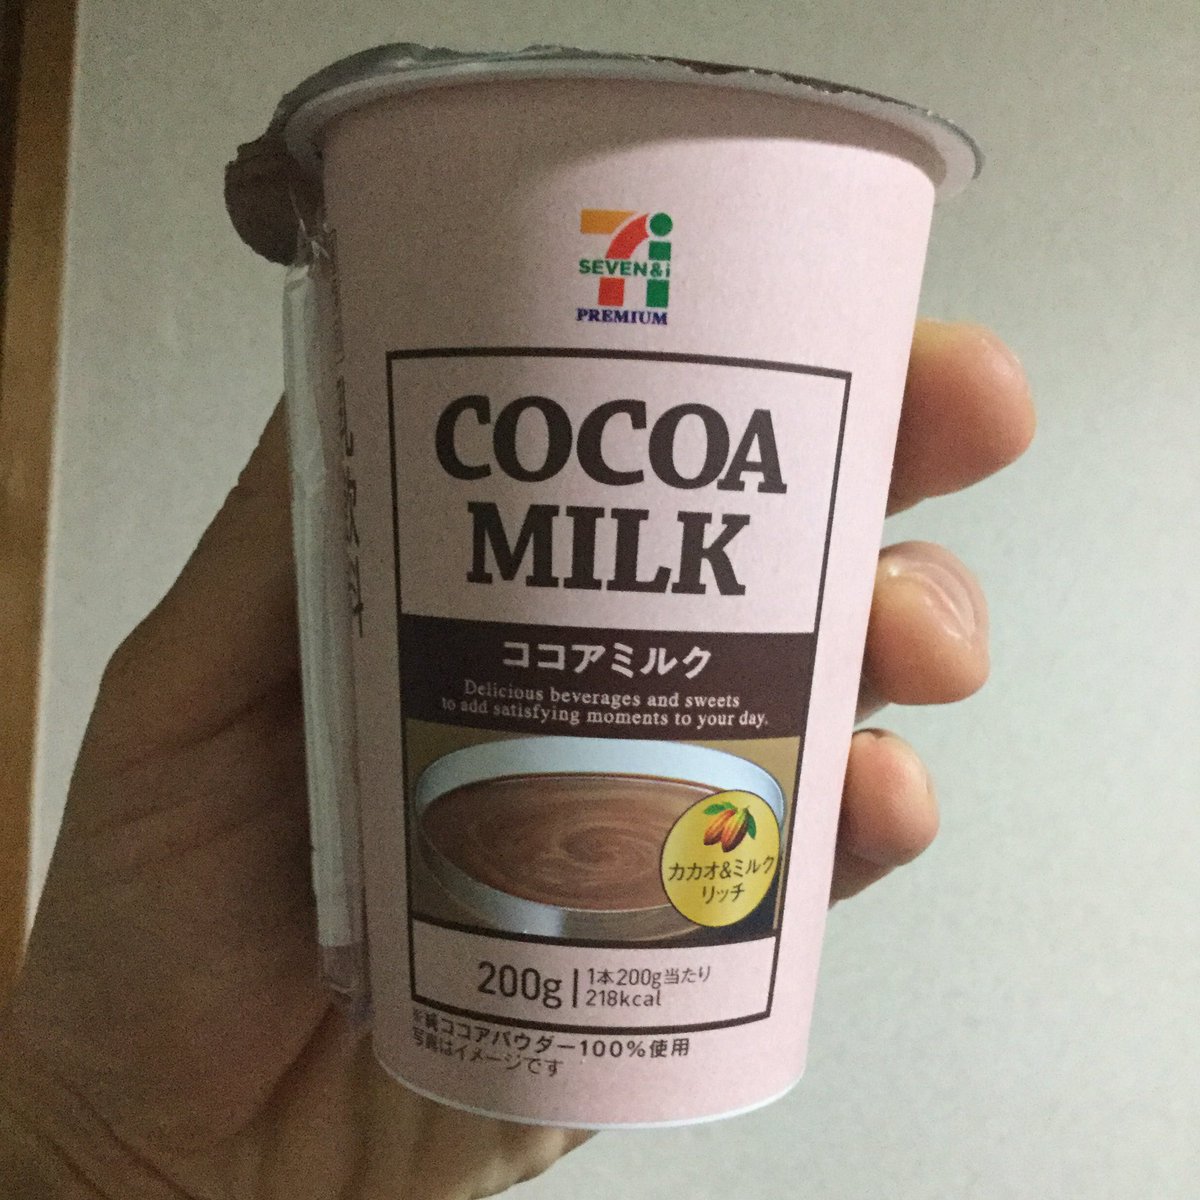 SEVEN&i
PREMIUM
COCOA
MILK
ココアミルク
Delicious beverages and sweets
to add satisfying moments to your day.
カカオ&ミルク
リッチ
200g
1本200g当たり
218kcal
※純ココアパウダー100%使用
写真はイメージです